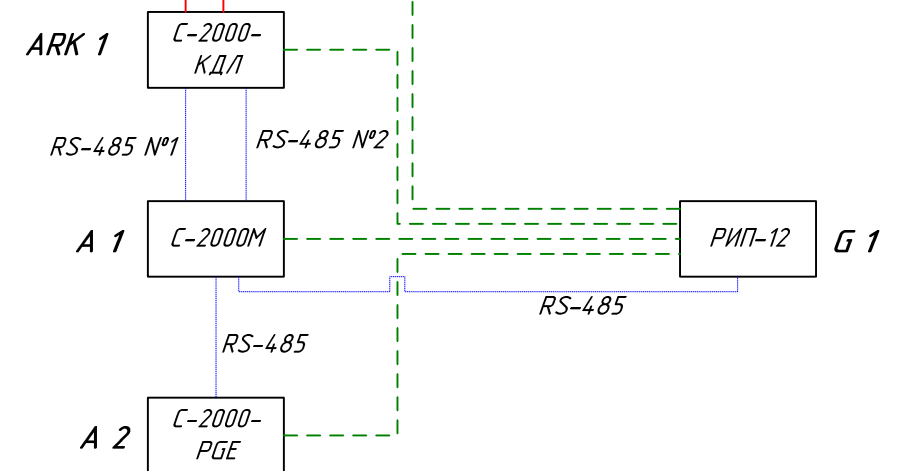 ARK 1
С-2000-
КДЛ
RS-485 №1
RS-485 №2
А 1
С-2000М
РИП-12
G 1
RS-485
RS-485
А 2
С-2000-
PGE